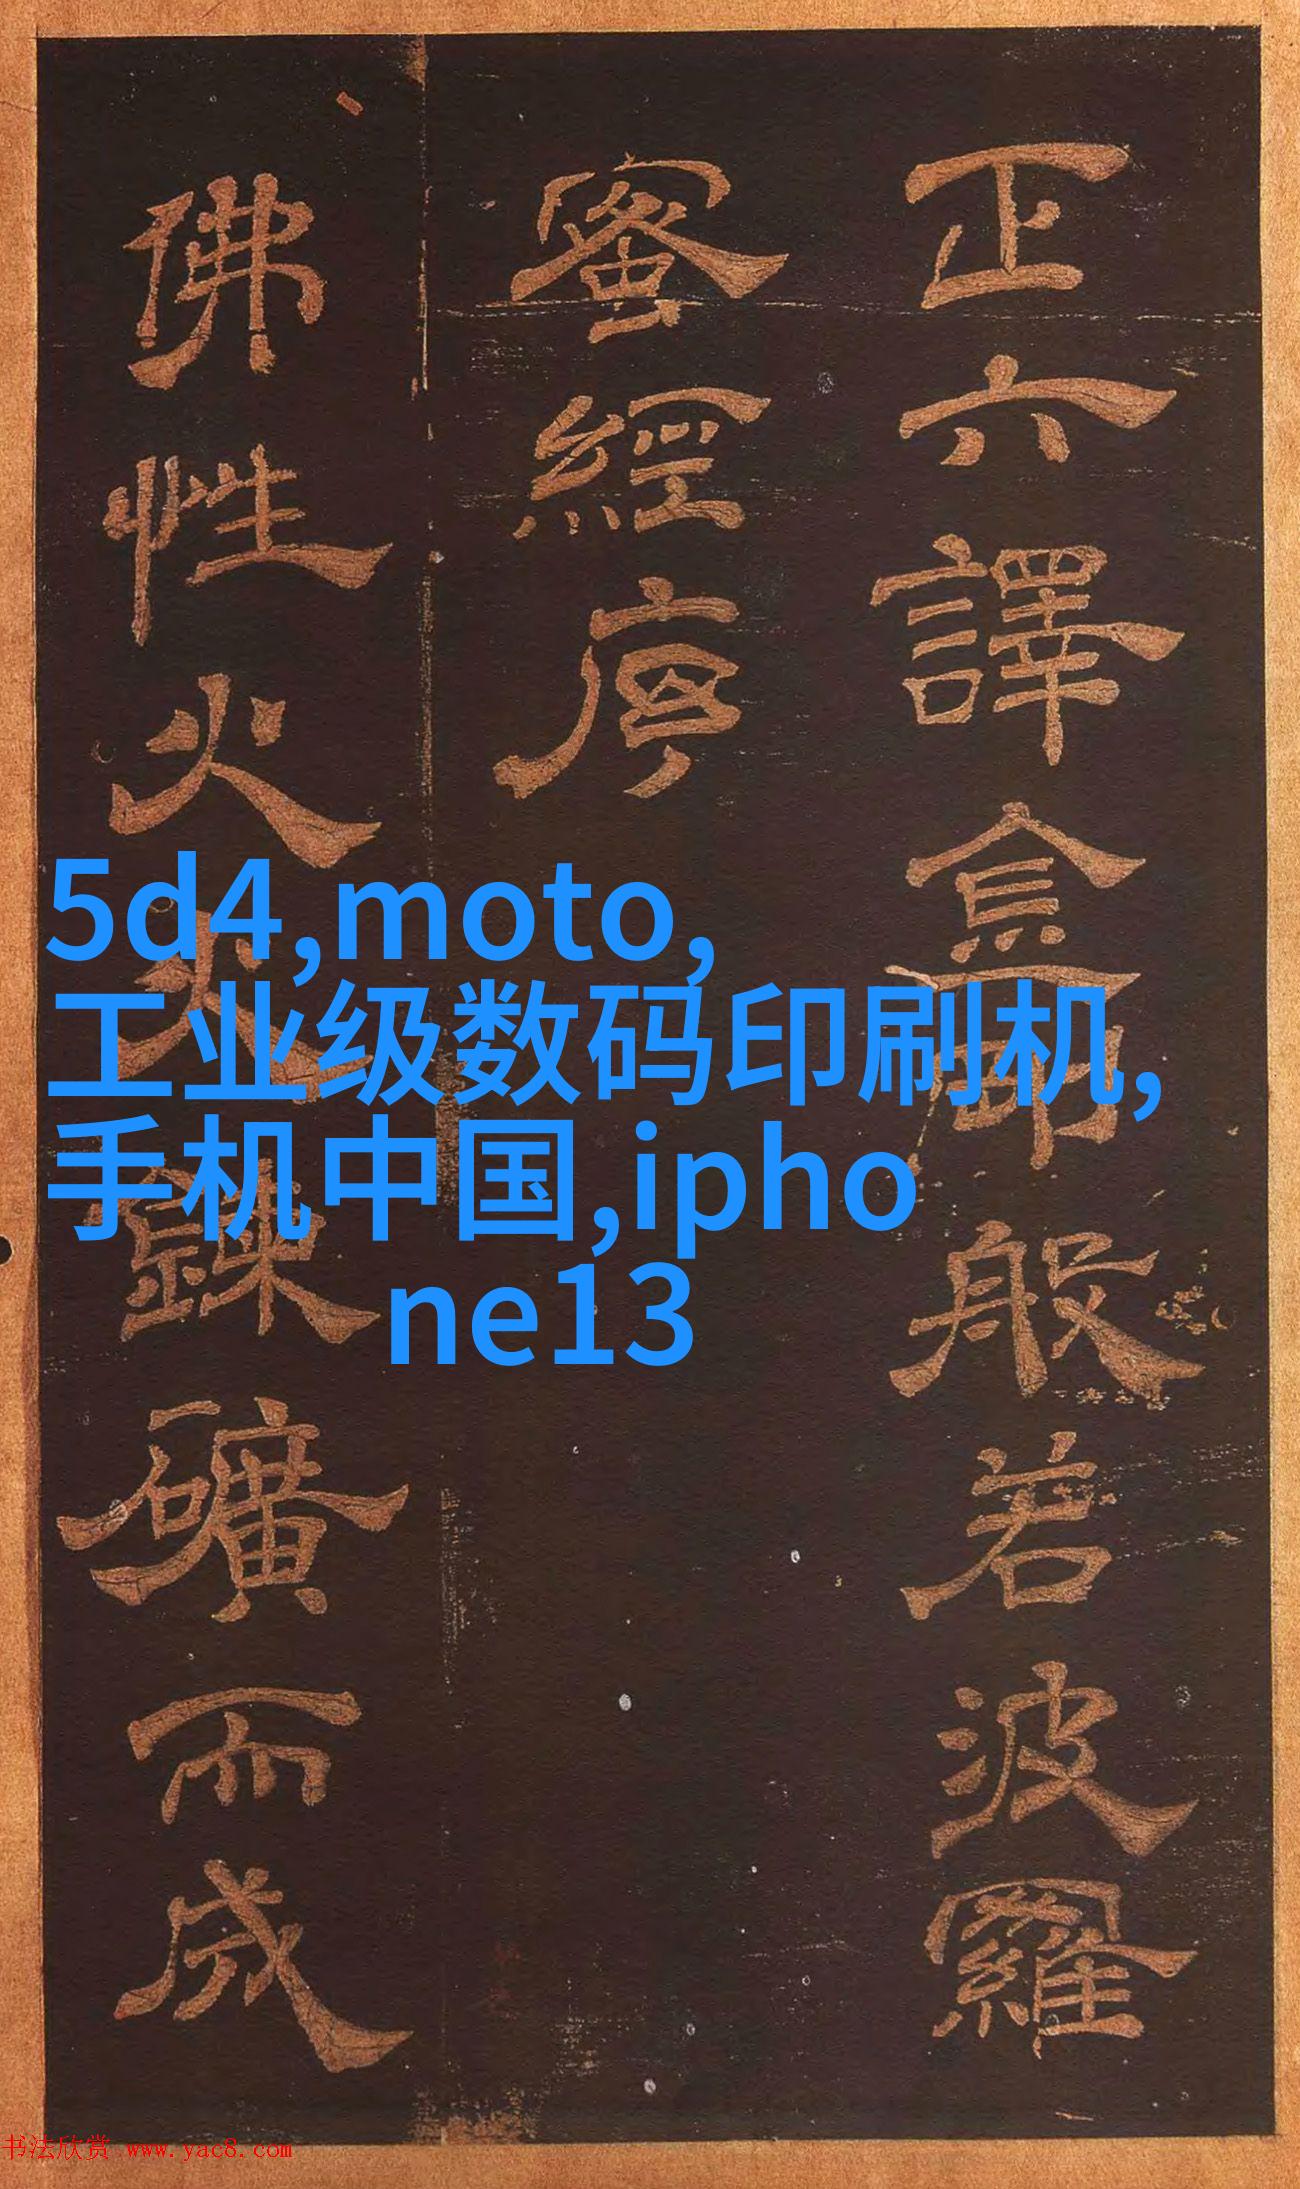 正六譯般若波羅
蜜經序
佛性火鍊礦而成
5d4,moto,
工业级数码印刷机,
手机中国,ipho
ne13
书法欣赏 www.yac8.com